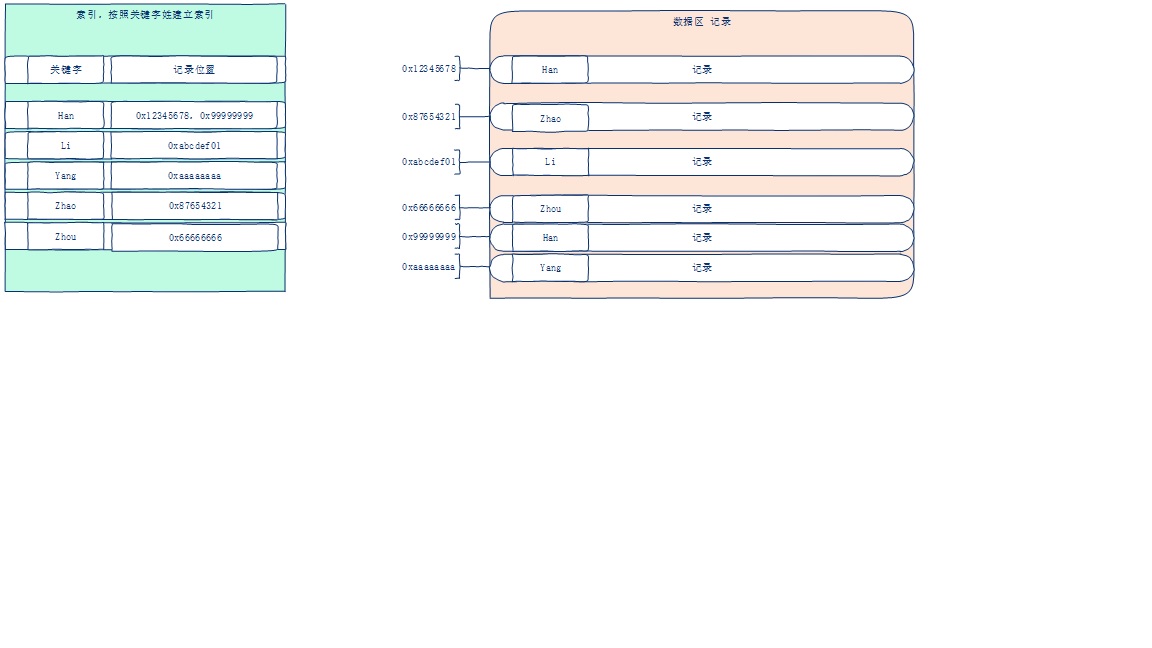 索引，按照关键字姓建立索引
关键字 记录位置
Han 0x12345678，0x99999999
Li 0xabcdef01
Yang 0xaaaaaaaa
Zhao 0x87654321
Zhou 0x66666666
数据区 记录
0x12345678 Han 记录
0x87654321 Zhao 记录
0xabcdef01 Li 记录
0x66666666 Zhou 记录
0x99999999 Han 记录
0xaaaaaaaa Yang 记录